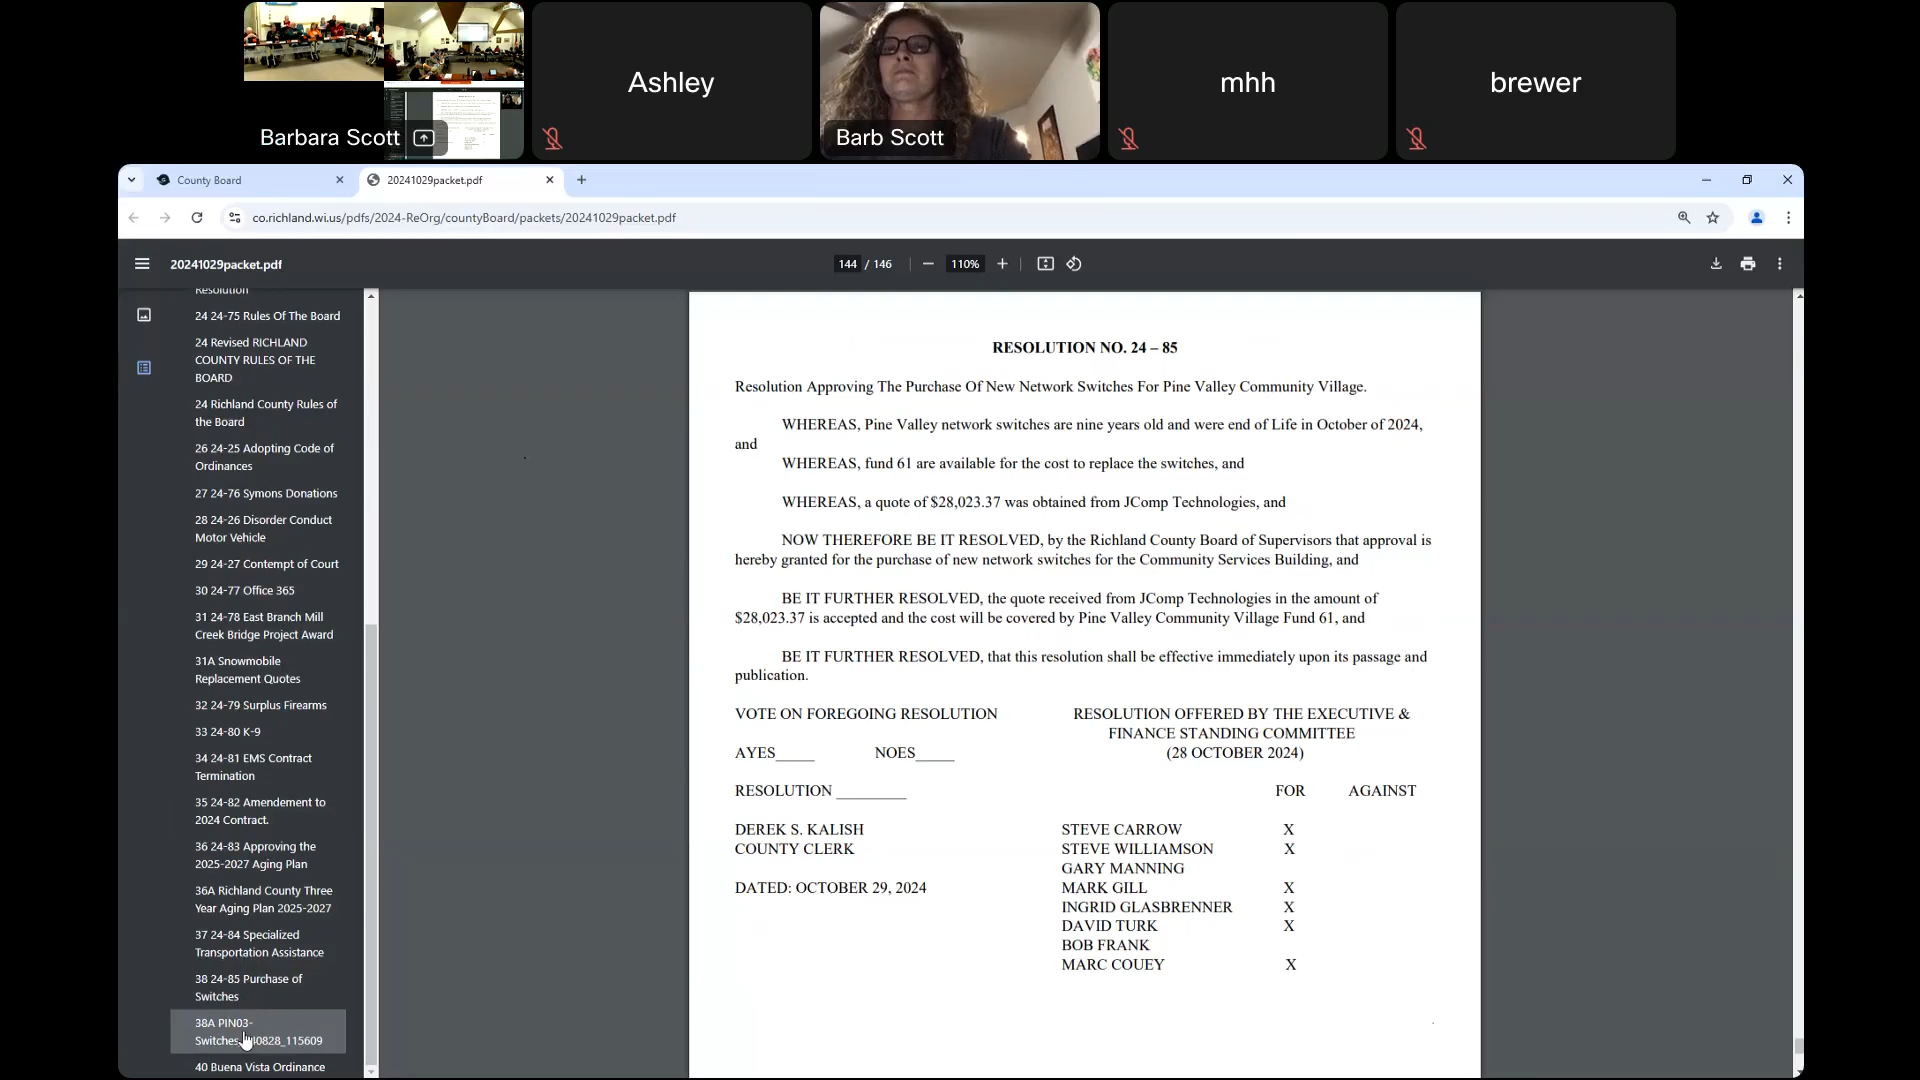 Barbara Scott
Ashley
Barb Scott
mhh
brewer
County Board
20241029packet.pdf
co.richland.wi.us/pdfs/2024-ReOrg/countyBoard/packets/20241029packet.pdf
20241029packet.pdf
144 / 146
110%
Resolution
24 24-75 Rules Of The Board
24 Revised RICHLAND
COUNTY RULES OF THE
BOARD
24 Richland County Rules of
the Board
26 24-25 Adopting Code of
Ordinances
27 24-76 Symons Donations
28 24-26 Disorder Conduct
Motor Vehicle
29 24-27 Contempt of Court
30 24-77 Office 365
31 24-78 East Branch Mill
Creek Bridge Project Award
31A Snowmobile
Replacement Quotes
32 24-79 Surplus Firearms
33 24-80 K-9
34 24-81 EMS Contract
Termination
35 24-82 Amendement to
2024 Contract.
36 24-83 Approving the
2025-2027 Aging Plan
36A Richland County Three
Year Aging Plan 2025-2027
37 24-84 Specialized
Transportation Assistance
38 24-85 Purchase of
Switches
38A PIN03-
40 Buena Vista Ordinance
RESOLUTION NO. 24 – 85
Resolution Approving The Purchase Of New Network Switches For Pine Valley Community Village.
WHEREAS, Pine Valley network switches are nine years old and were end of Life in October of 2024,
and
WHEREAS, fund 61 are available for the cost to replace the switches, and
WHEREAS, a quote of $28,023.37 was obtained from JComp Technologies, and
NOW THEREFORE BE IT RESOLVED, by the Richland County Board of Supervisors that approval is
hereby granted for the purchase of new network switches for the Community Services Building, and
BE IT FURTHER RESOLVED, the quote received from JComp Technologies in the amount of
$28,023.37 is accepted and the cost will be covered by Pine Valley Community Village Fund 61, and
BE IT FURTHER RESOLVED, that this resolution shall be effective immediately upon its passage and
publication.
VOTE ON FOREGOING RESOLUTION
AYES_____ NOES_____
RESOLUTION _________
DEREK S. KALISH
COUNTY CLERK
DATED: OCTOBER 29, 2024
RESOLUTION OFFERED BY THE EXECUTIVE &
FINANCE STANDING COMMITTEE
(28 OCTOBER 2024)
FOR AGAINST
STEVE CARROW X
STEVE WILLIAMSON X
GARY MANNING
MARK GILL X
INGRID GLASBRENNER X
DAVID TURK X
BOB FRANK
MARC COUEY X